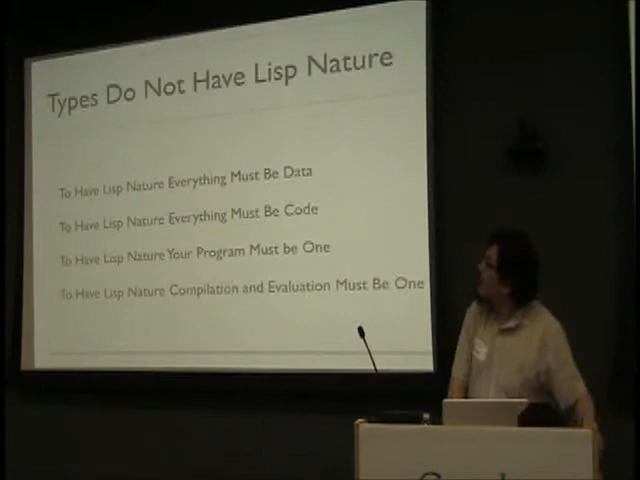 Types Do Not Have Lisp Nature
To Have Lisp Nature Everything Must Be Data
To Have Lisp Nature Everything Must Be Code
To Have Lisp Nature Your Program Must be One
To Have Lisp Nature Compilation and Evaluation Must Be One